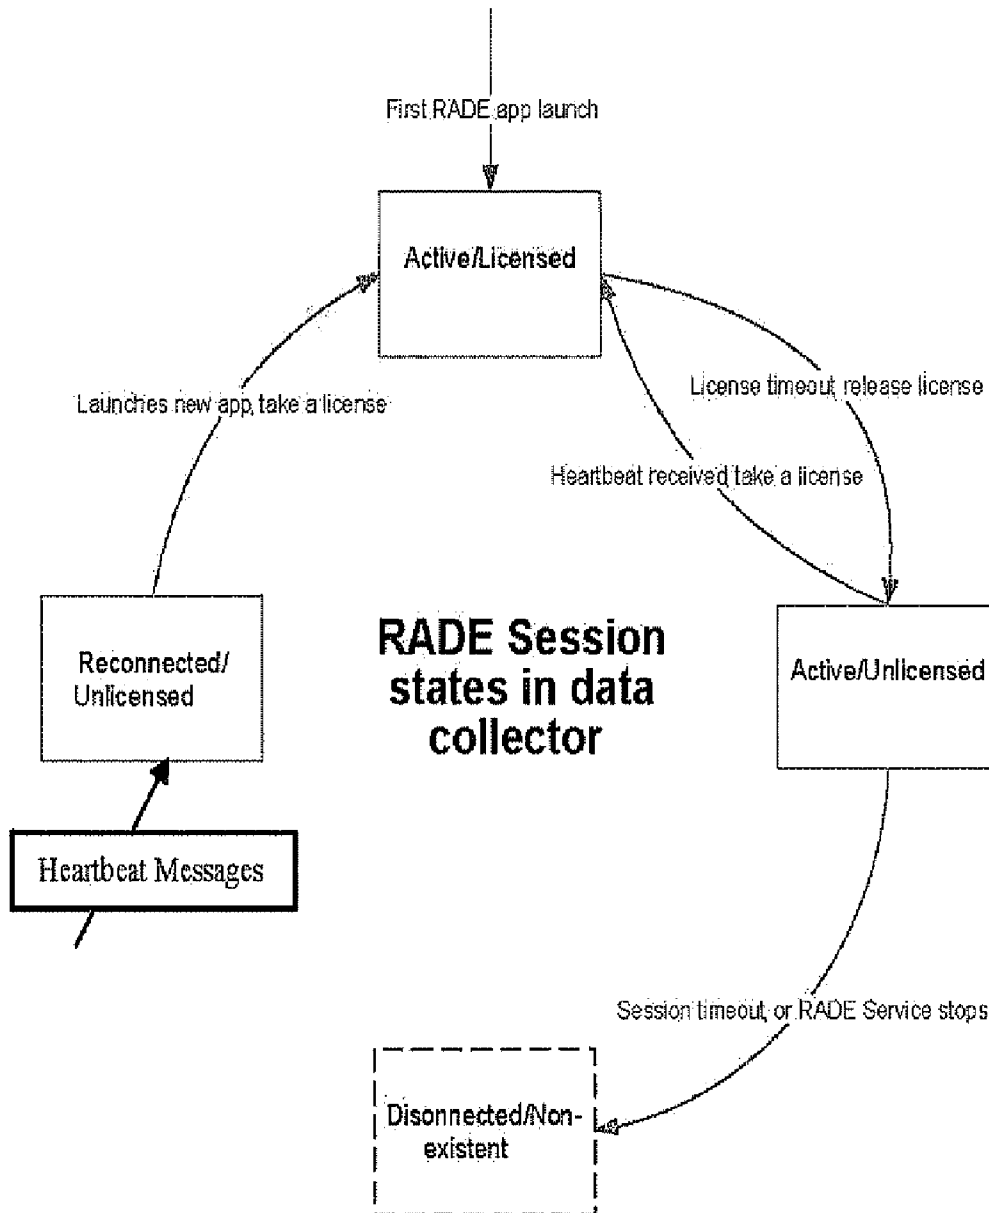 First RADE app launch
Active/Licensed
License timeout, release license
Launches new app, take a license
Heartbeat received, take a license
RADE Session
states in data
collector
Reconnected/
Unlicensed
Active/Unlicensed
Heartbeat Messages
Session timeout, or RADE Service stops
Disonnected/Non-
existent